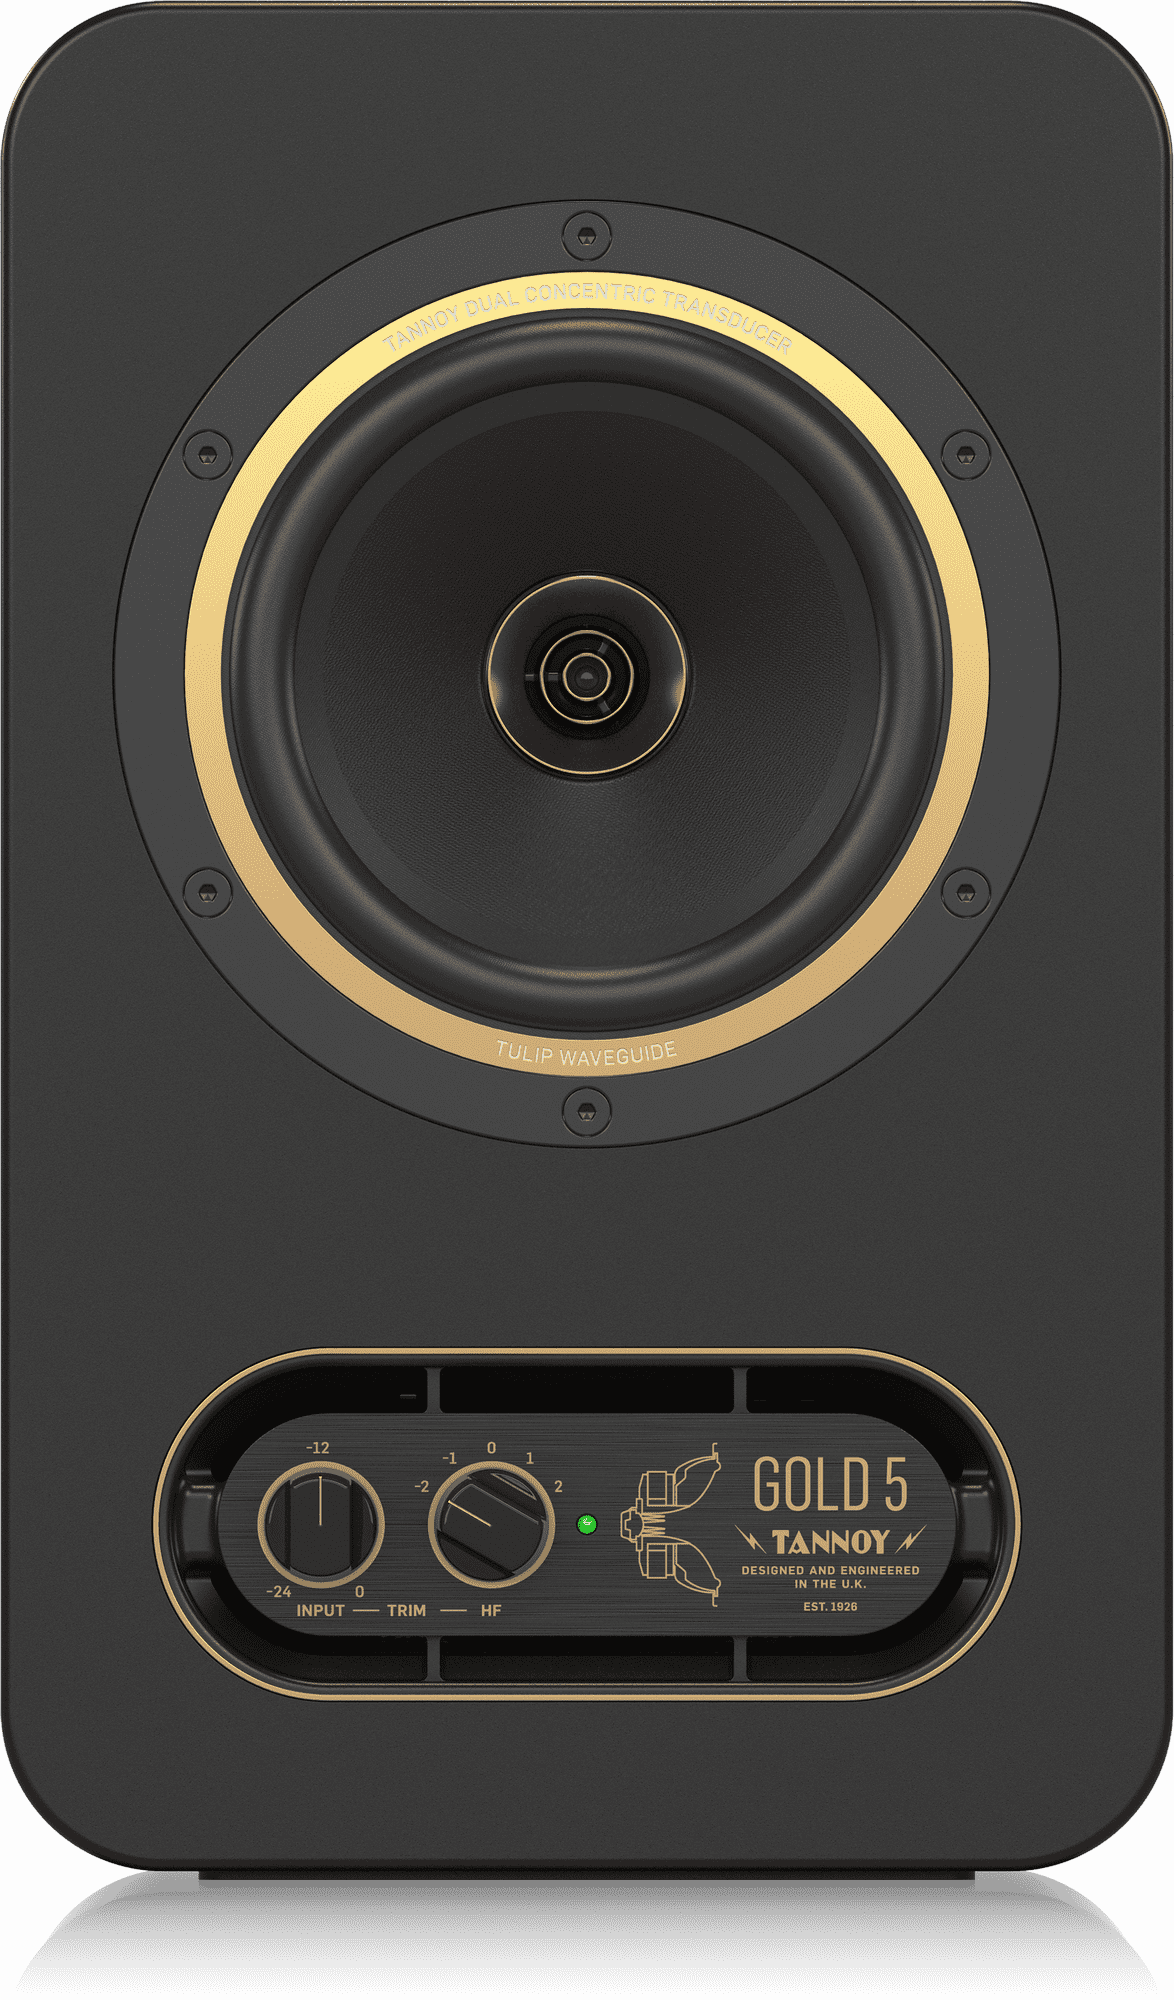 TANNOY DUAL CONCENTRIC TRANSDUCER
TULIP WAVEGUIDE
-12
-24
0
-2
-1
0
1
2
INPUT — TRIM — HF
GOLD 5
TANNOY
DESIGNED AND ENGINEERED
IN THE U.K.
EST. 1926